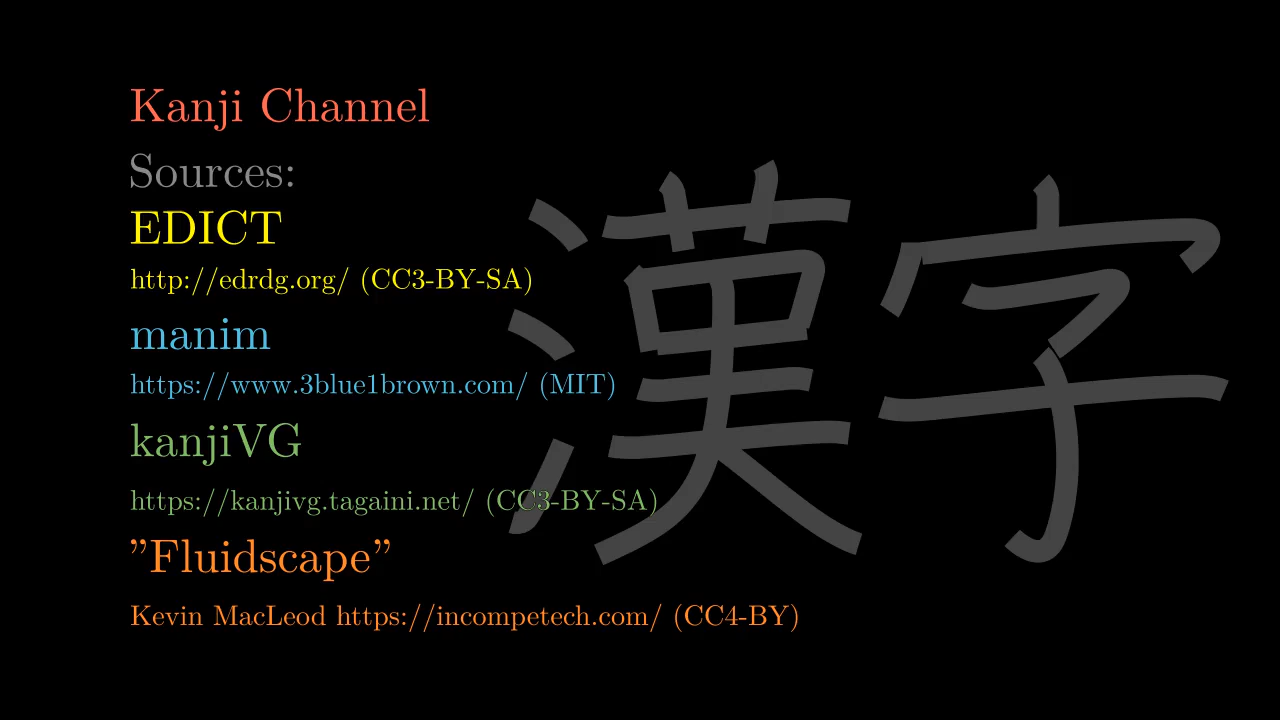 Kanji Channel
Sources:
EDICT
http://edrdg.org/ (CC3-BY-SA)
manim
https://www.3blue1brown.com/ (MIT)
kanjiVG
https://kanjivg.tagaini.net/ (CC3-BY-SA)
”Fluidscape”
Kevin MacLeod https://incompetech.com/ (CC4-BY)
漢字